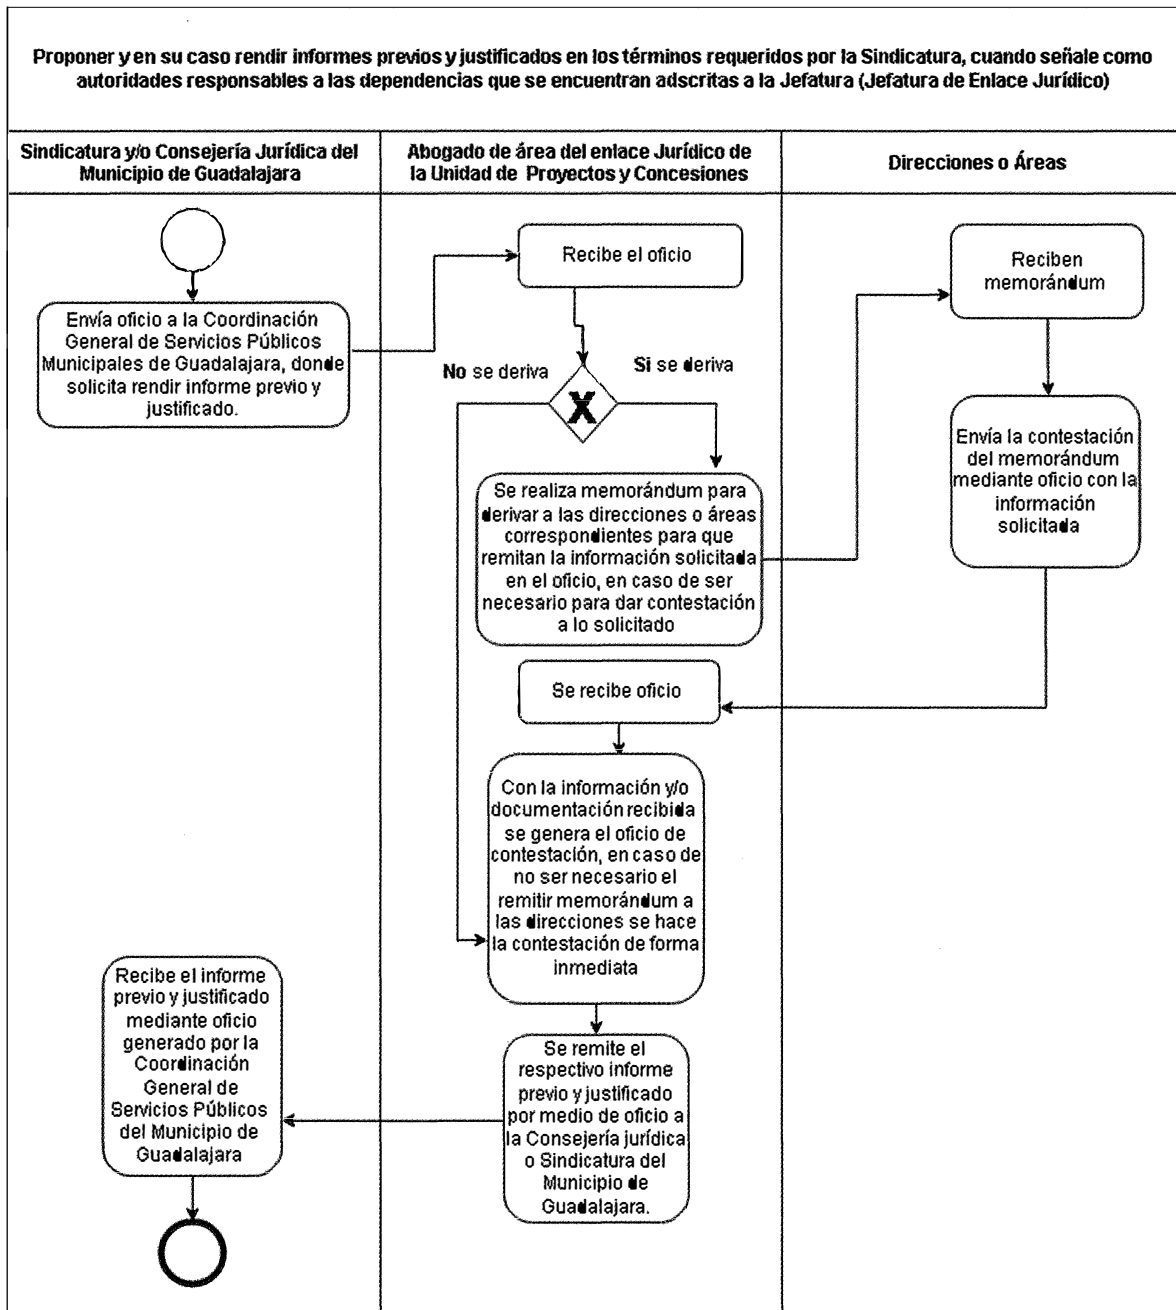 Proponer y en su caso rendir informes previos y justificados en los términos requeridos por la Sindicatura, cuando señale como
autoridades responsables a las dependencias que se encuentran adscritas a la Jefatura (Jefatura de Enlace Jurídico)
Sindicatura y/o Consejería Jurídica del
Municipio de Guadalajara
Abogado de área del enlace Jurídico de
la Unidad de Proyectos y Concesiones
Direcciones o Áreas
Envía oficio a la Coordinación
General de Servicios Públicos
Municipales de Guadalajara, donde
solicita rendir informe previo y
justificado.
Recibe el oficio
No se deriva
Si se deriva
X
Se realiza memorándum para
derivar a las direcciones o áreas
correspondientes para que
remitan la información solicitada
en el oficio, en caso de ser
necesario para dar contestación
a lo solicitado
Reciben
memorándum
Envía la contestación
del memorándum
mediante oficio con la
información
solicitada
Se recibe oficio
Con la información y/o
documentación recibida
se genera el oficio de
contestación, en caso de
no ser necesario el
remitir memorándum a
las direcciones se hace
la contestación de forma
inmediata
Se remite el
respectivo informe
previo y justificado
por medio de oficio a
la Consejería jurídica
o Sindicatura del
Municipio de
Guadalajara.
Recibe el informe
previo y justificado
mediante oficio
generado por la
Coordinación
General de
Servicios Públicos
del Municipio de
Guadalajara